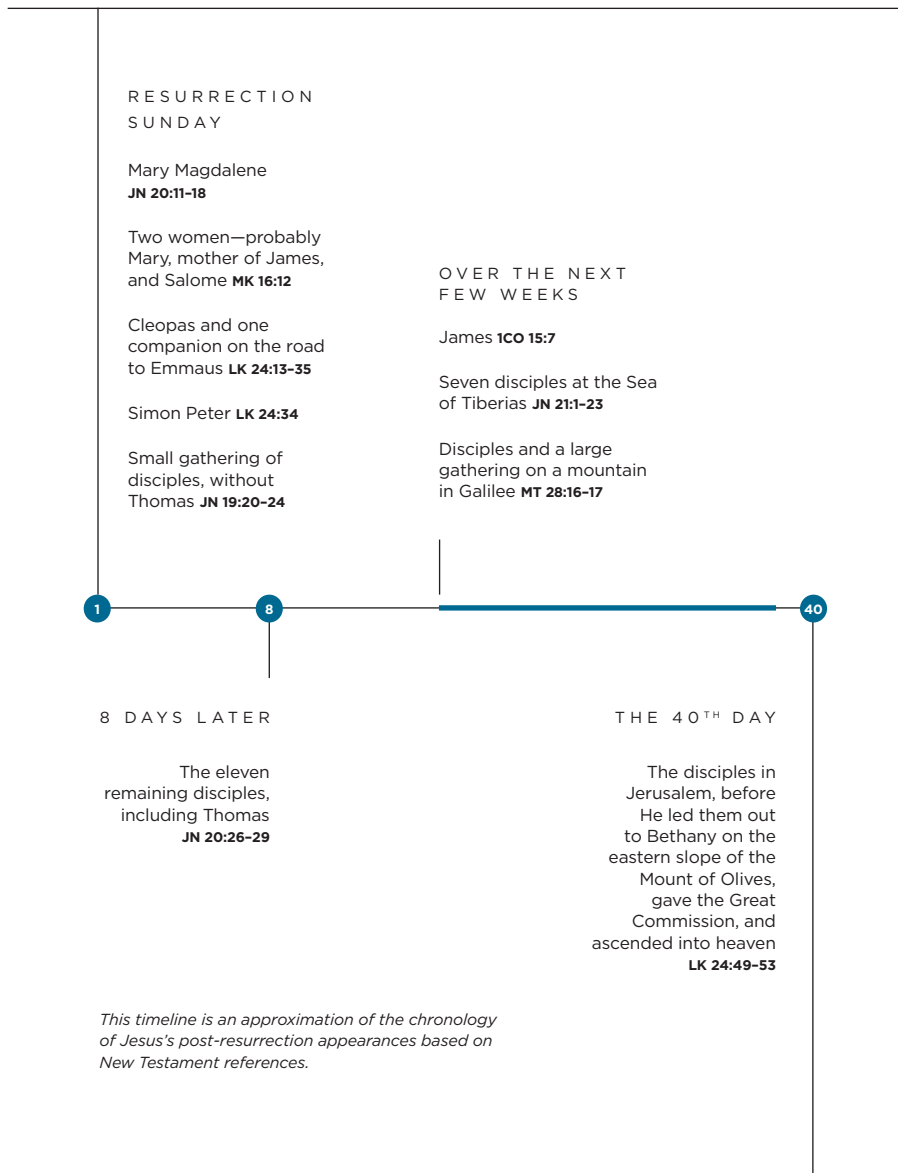 RESURRECTION
SUNDAY
Mary Magdalene
JN 20:11–18
Two women—probably
Mary, mother of James,
and Salome MK 16:12
Cleopas and one
companion on the road
to Emmaus LK 24:13–35
Simon Peter LK 24:34
Small gathering of
disciples, without
Thomas JN 19:20–24
OVER THE NEXT
FEW WEEKS
James 1CO 15:7
Seven disciples at the Sea
of Tiberias JN 21:1–23
Disciples and a large
gathering on a mountain
in Galilee MT 28:16–17
1
8
40
8 DAYS LATER
The eleven
remaining disciples,
including Thomas
JN 20:26–29
THE 40TH DAY
The disciples in
Jerusalem, before
He led them out
to Bethany on the
eastern slope of the
Mount of Olives,
gave the Great
Commission, and
ascended into heaven
LK 24:49–53
This timeline is an approximation of the chronology
of Jesus’s post-resurrection appearances based on
New Testament references.